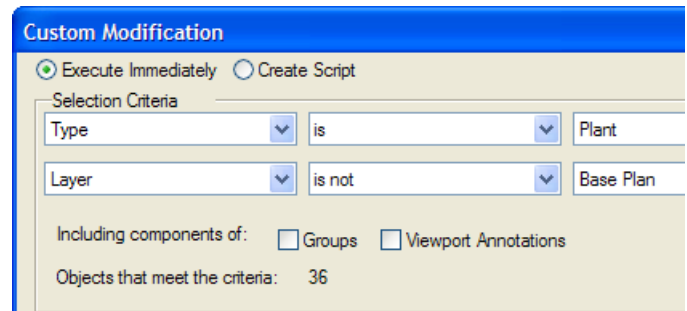 Custom Modification
Execute Immediately Create Script
Selection Criteria
Type is Plant
Layer is not Base Plan
Including components of: Groups Viewport Annotations
Objects that meet the criteria: 36